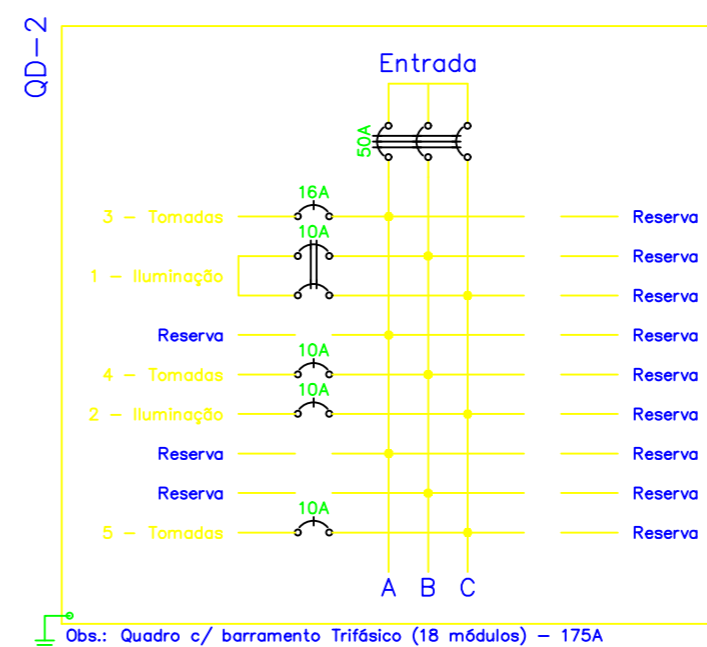 QD-2
Entrada
50A
16A
3 - Tomadas
Reserva
10A
Reserva
1 - Iluminação
Reserva
Reserva
Reserva
10A
4 - Tomadas
Reserva
10A
2 - Iluminação
Reserva
Reserva
Reserva
Reserva
Reserva
10A
5 - Tomadas
Reserva
A B C
Obs.: Quadro c/ barramento Trifásico (18 módulos) - 175A